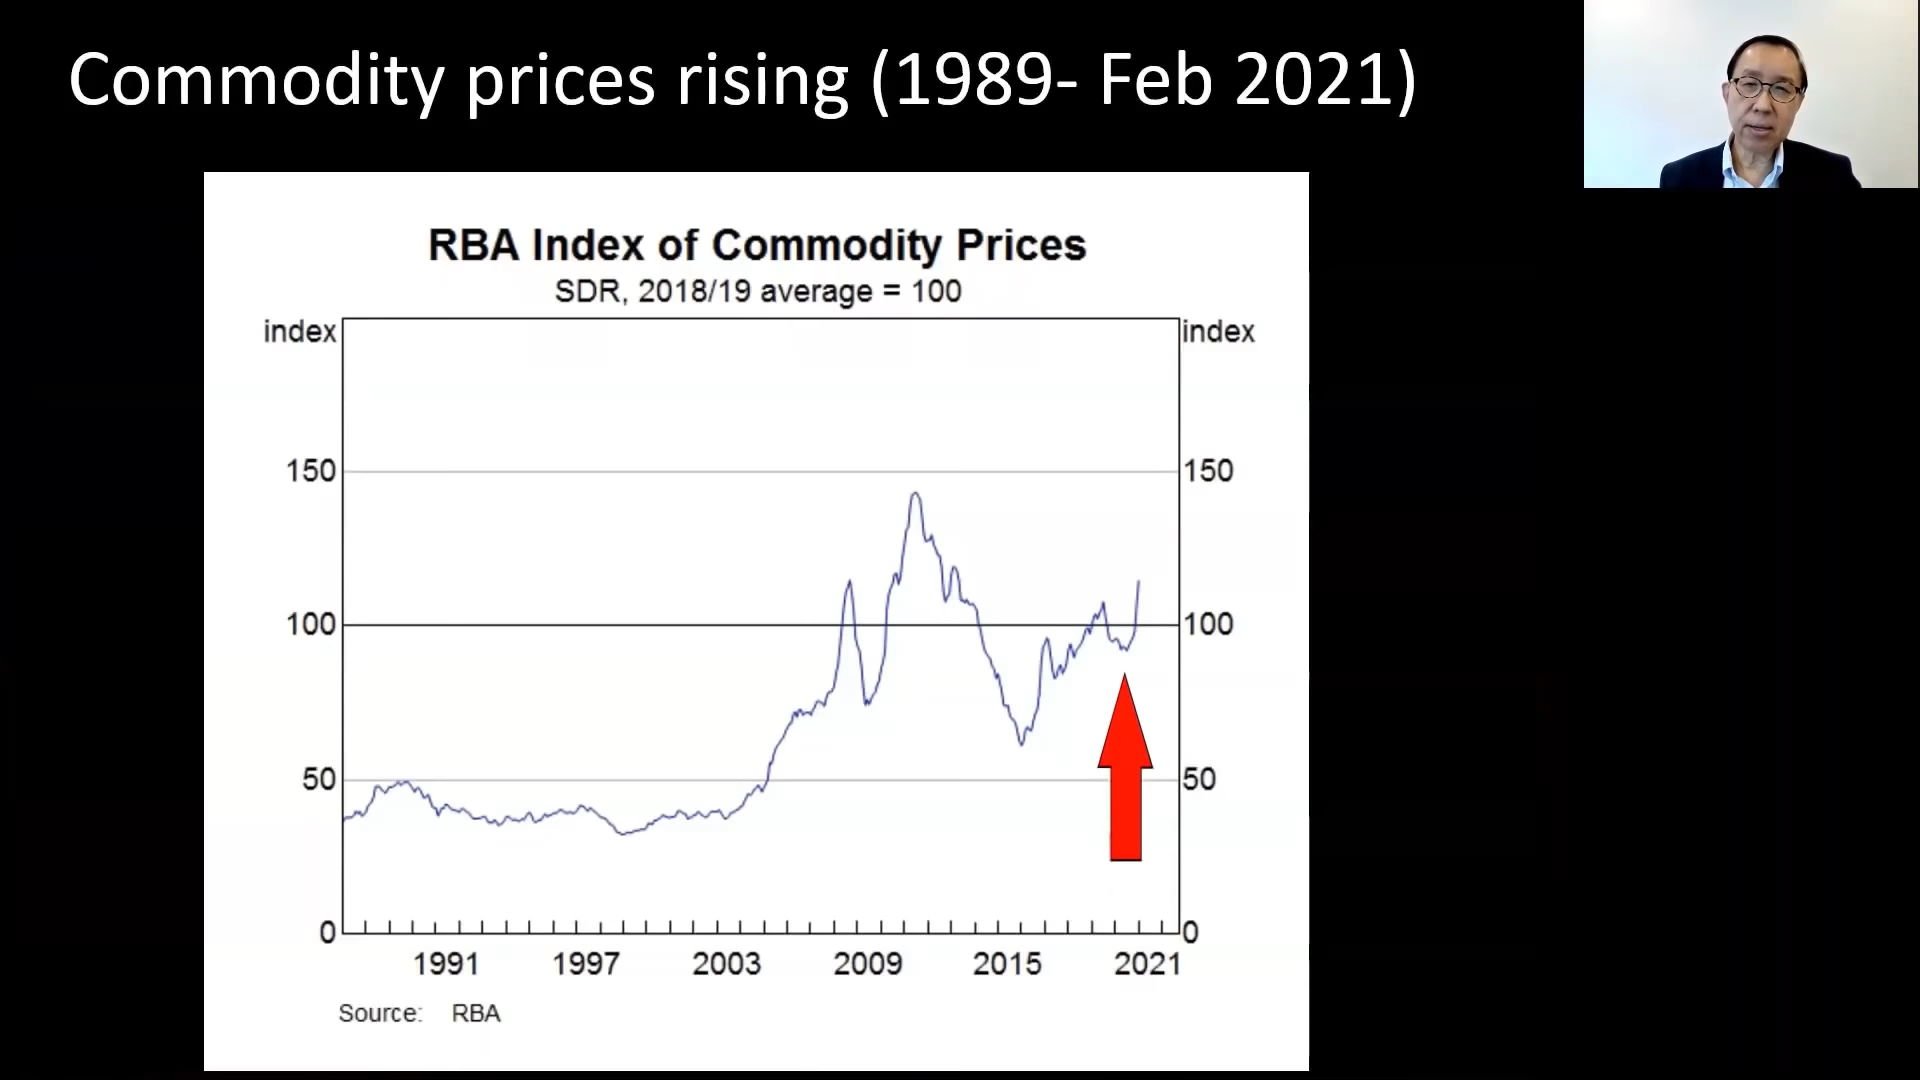 Commodity prices rising (1989- Feb 2021)
RBA Index of Commodity Prices
SDR, 2018/19 average = 100
index index
150 150
100 100
50 50
0 0
1991 1997 2003 2009 2015 2021
Source: RBA